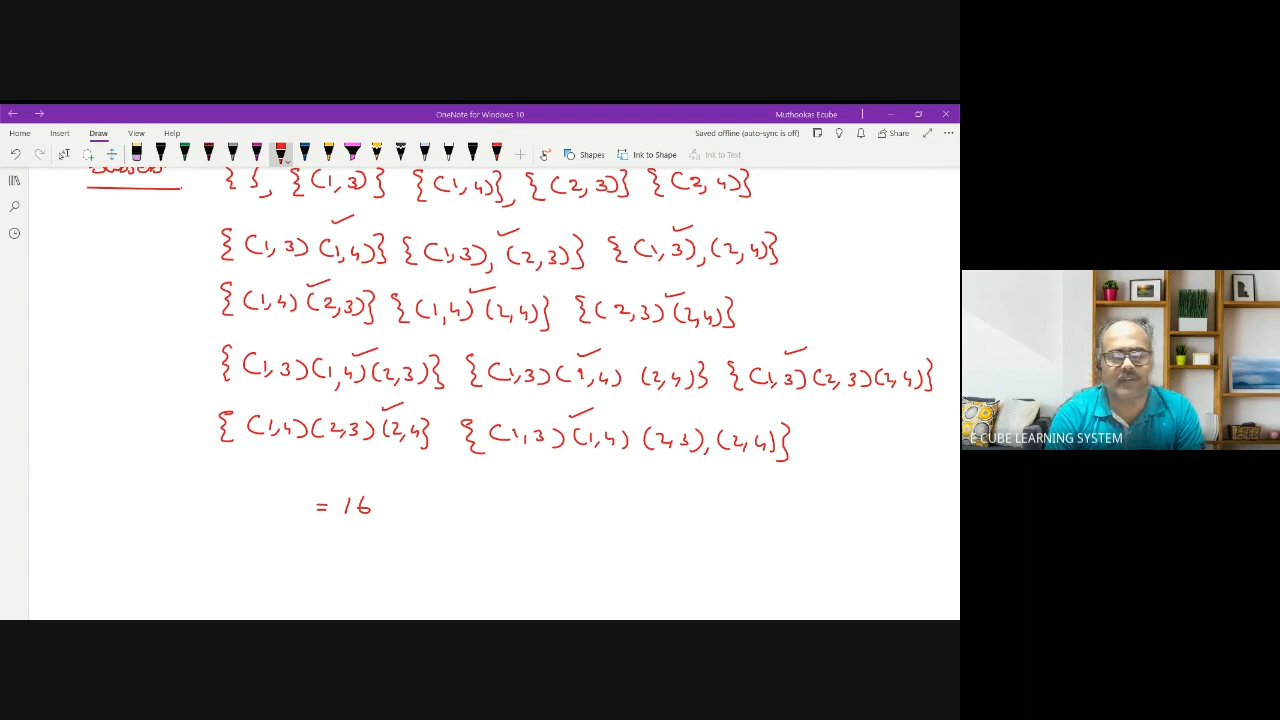 OneNote for Windows 10
Muthookas Ecube
Home Insert Draw View Help
Saved offline (auto-sync is off) Share
Shapes Ink to Shape Ink to Text
{ }, {(1,3)} {(1,4)}, {(2,3)} {(2,4)}
{(1,3) (1,4)} {(1,3), (2,3)} {(1,3), (2,4)}
{(1,4) (2,3)} {(1,4) (2,4)} {(2,3) (2,4)}
{(1,3)(1,4)(2,3)} {(1,3)(1,4) (2,4)} {(1,3)(2,3)(2,4)}
{(1,4)(2,3)(2,4} {(1,3)(1,4) (2,3),(2,4)}
= 16
E CUBE LEARNING SYSTEM